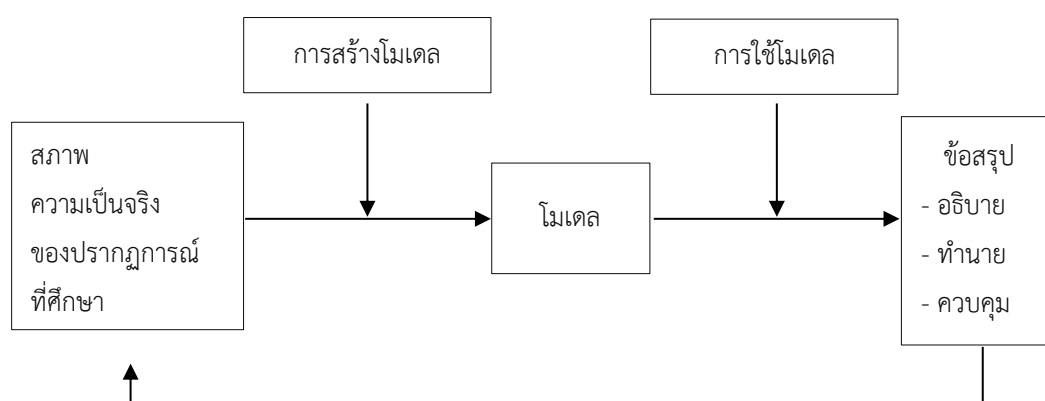 การสร้างโมเดล
การใช้โมเดล
สภาพ
ความเป็นจริง
ของปรากฏการณ์
ที่ศึกษา
โมเดล
ข้อสรุป
- อธิบาย
- ทำนาย
- ควบคุม